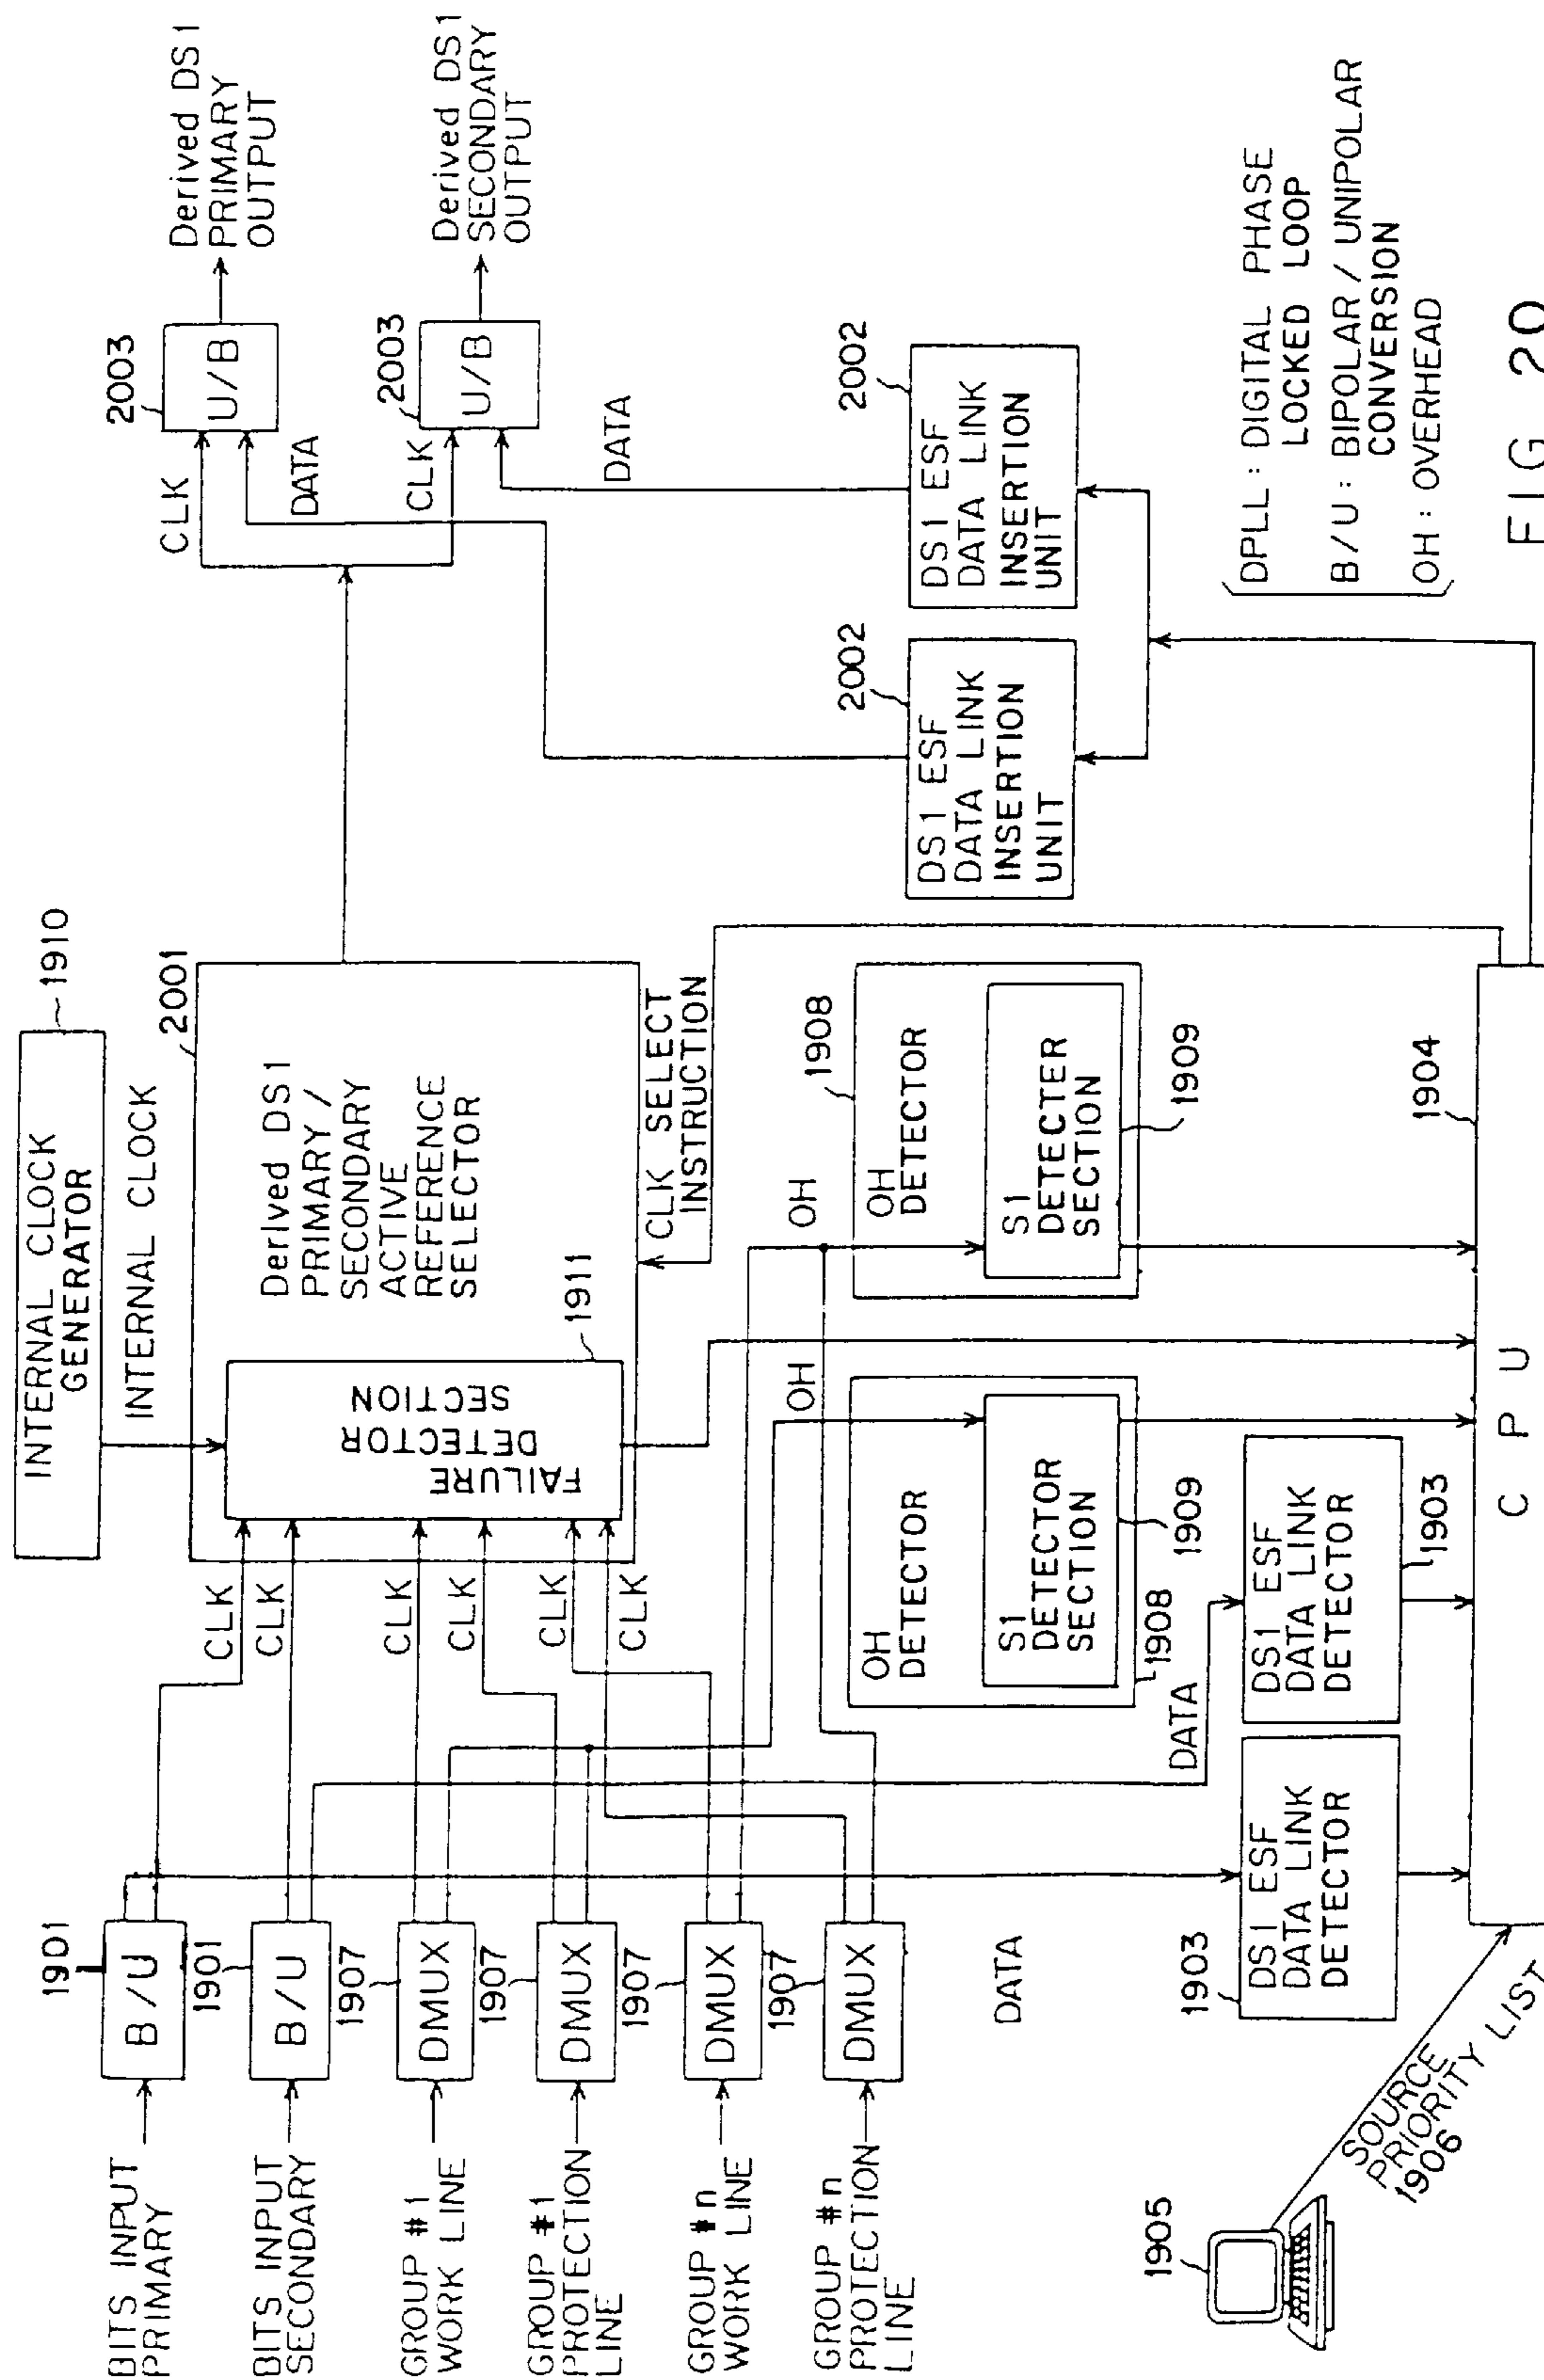 INTERNAL CLOCK
GENERATOR
1910
INTERNAL CLOCK
2001
Derived DS1
PRIMARY /
SECONDARY
ACTIVE
REFERENCE
SELECTOR
1911
FAILURE
DETECTOR
SECTION
CLK
CLK
CLK
CLK
CLK
CLK
CLK SELECT
INSTRUCTION
BITS INPUT
PRIMARY
1901
B/U
BITS INPUT
SECONDARY
1901
B/U
GROUP #1
WORK LINE
1907
DMUX
GROUP #1
PROTECTION
LINE
1907
DMUX
GROUP #n
WORK LINE
1907
DMUX
GROUP #n
PROTECTION
LINE
1907
DMUX
OH
OH
OH
DETECTOR
S1
DETECTOR
SECTION
1909
1908
1908
OH
DETECTOR
S1
DETECTER
SECTION
1909
DATA
DATA
1903
DS1 ESF
DATA LINK
DETECTOR
DS1 ESF
DATA LINK
DETECTOR
1903
1905
SOURCE
PRIORITY LIST
1906
CPU
1904
CLK
DATA
2003
U/B
Derived DS1
PRIMARY
OUTPUT
CLK
DATA
2003
U/B
Derived DS1
SECONDARY
OUTPUT
2002
DS1 ESF
DATA LINK
INSERTION
UNIT
2002
DS1 ESF
DATA LINK
INSERTION
UNIT
DPLL : DIGITAL PHASE
LOCKED LOOP
B/U : BIPOLAR / UNIPOLAR
CONVERSION
OH : OVERHEAD
FIG. 20